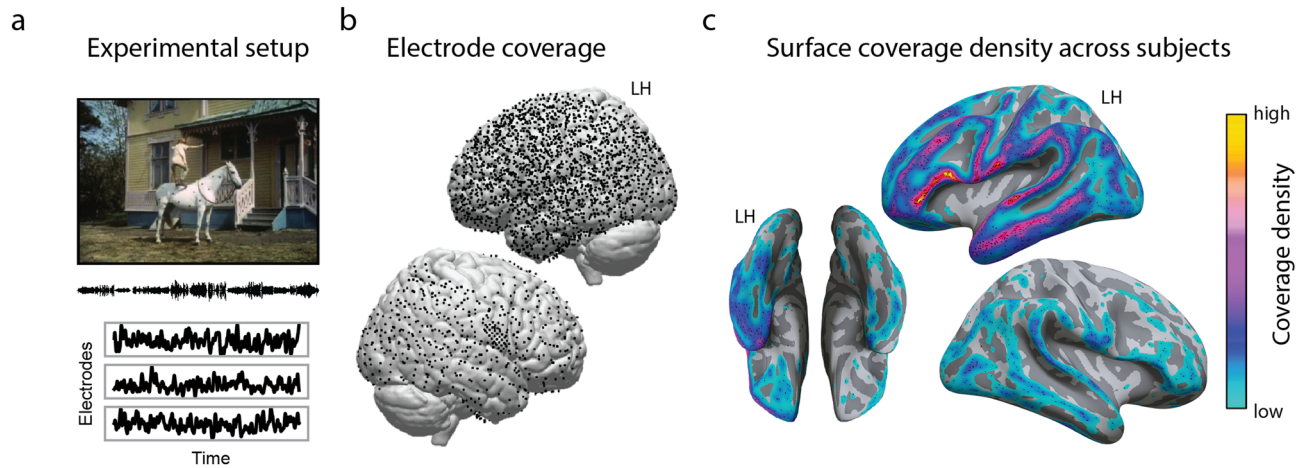 a
Experimental setup
Electrodes
Time
b
Electrode coverage
LH
c
Surface coverage density across subjects
LH
LH
high
Coverage density
low